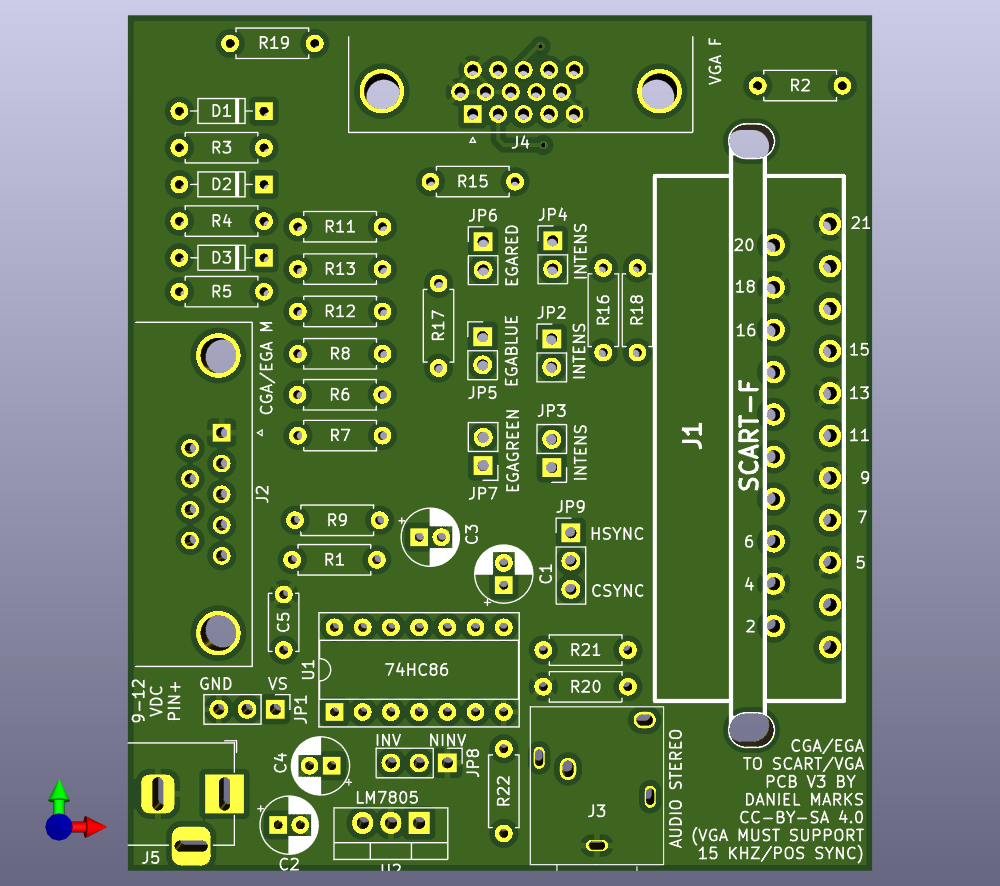 R19
VGA F
R2
D1
J4
R3
R15
D2
JP6
JP4
R4
R11
EGARED
INTENS
21
D3
R13
20
R5
R12
R17
JP2
R16
R18
18
CGA/EGA M
EGABLUE
INTENS
16
R8
15
JP5
R6
13
JP3
SCART-F
J1
R7
EGAGREEN
INTENS
11
J2
JP7
9
R9
C3
JP9
HSYNC
7
R1
C1
6
5
CSYNC
4
C5
2
U1
74HC86
R21
R20
GND
VS
JP1
9-12
VDC
PIN+
INV
NINV
JP8
C4
R22
AUDIO STEREO
LM7805
J3
J5
C2
U2
CGA/EGA
TO SCART/VGA
PCB V3 BY
DANIEL MARKS
CC-BY-SA 4.0
(VGA MUST SUPPORT
15 KHZ/POS SYNC)